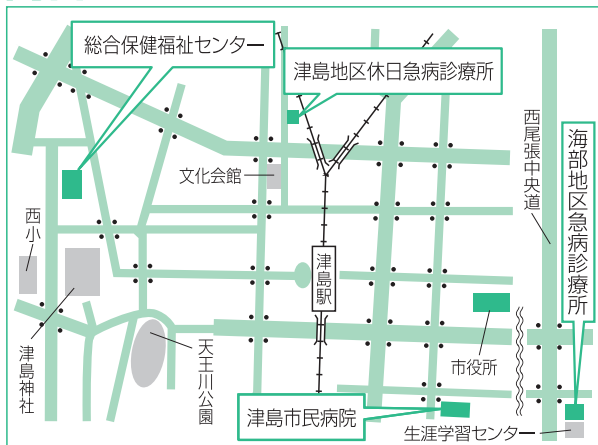 総合保健福祉センター
津島地区休日急病診療所
西尾張中央道
海部地区急病診療所
文化会館
西小
津島駅
津島神社
天王川公園
市役所
津島市民病院
生涯学習センター